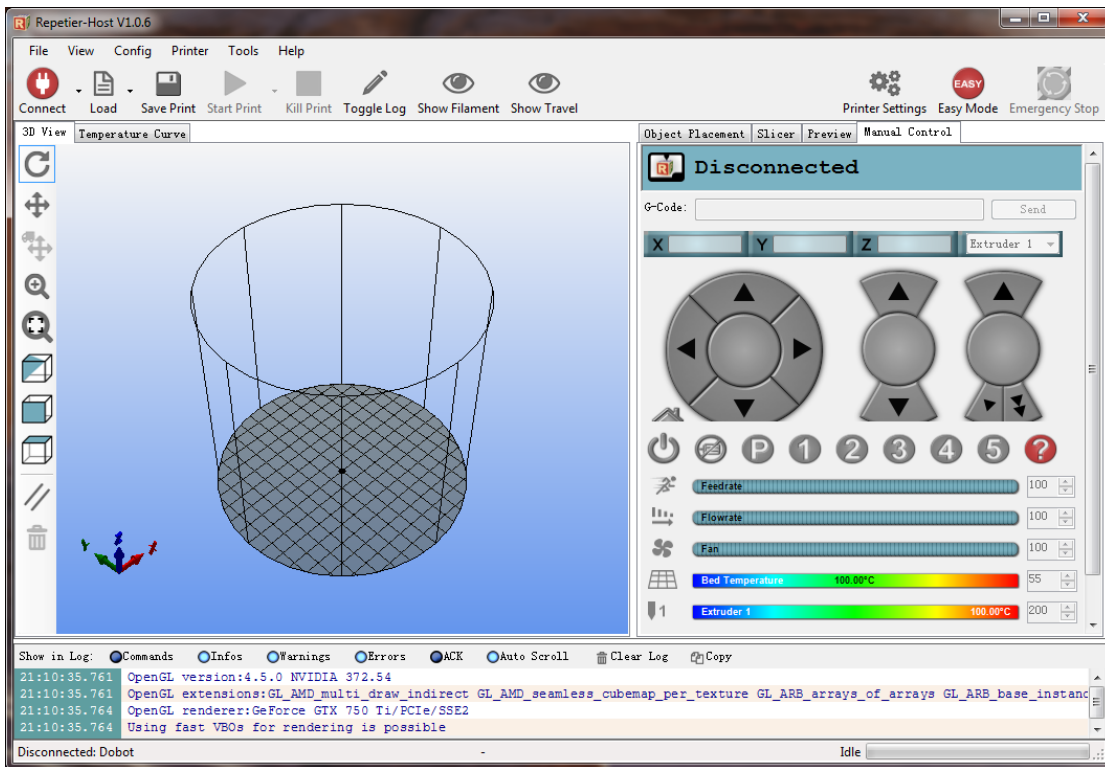 Repetier-Host V1.0.6
File View Config Printer Tools Help
Connect Load Save Print Start Print Kill Print Toggle Log Show Filament Show Travel Printer Settings Easy Mode Emergency Stop
EASY
3D View Temperature Curve
Object Placement Slicer Preview Manual Control
Disconnected
G-Code: Send
X Y Z Extruder 1
P 1 2 3 4 5 ?
Feedrate 100
Flowrate 100
Fan 100
Bed Temperature 100.00°C 55
1 Extruder 1 100.00°C 200
Y Z X
Show in Log: Commands Infos Warnings Errors ACK Auto Scroll Clear Log Copy
21:10:35.761 OpenGL version:4.5.0 NVIDIA 372.54
21:10:35.761 OpenGL extensions:GL_AMD_multi_draw_indirect GL_AMD_seamless_cubemap_per_texture GL_ARB_arrays_of_arrays GL_ARB_base_instanc
21:10:35.764 OpenGL renderer:GeForce GTX 750 Ti/PCIe/SSE2
21:10:35.764 Using fast VBOs for rendering is possible
Disconnected: Dobot - Idle